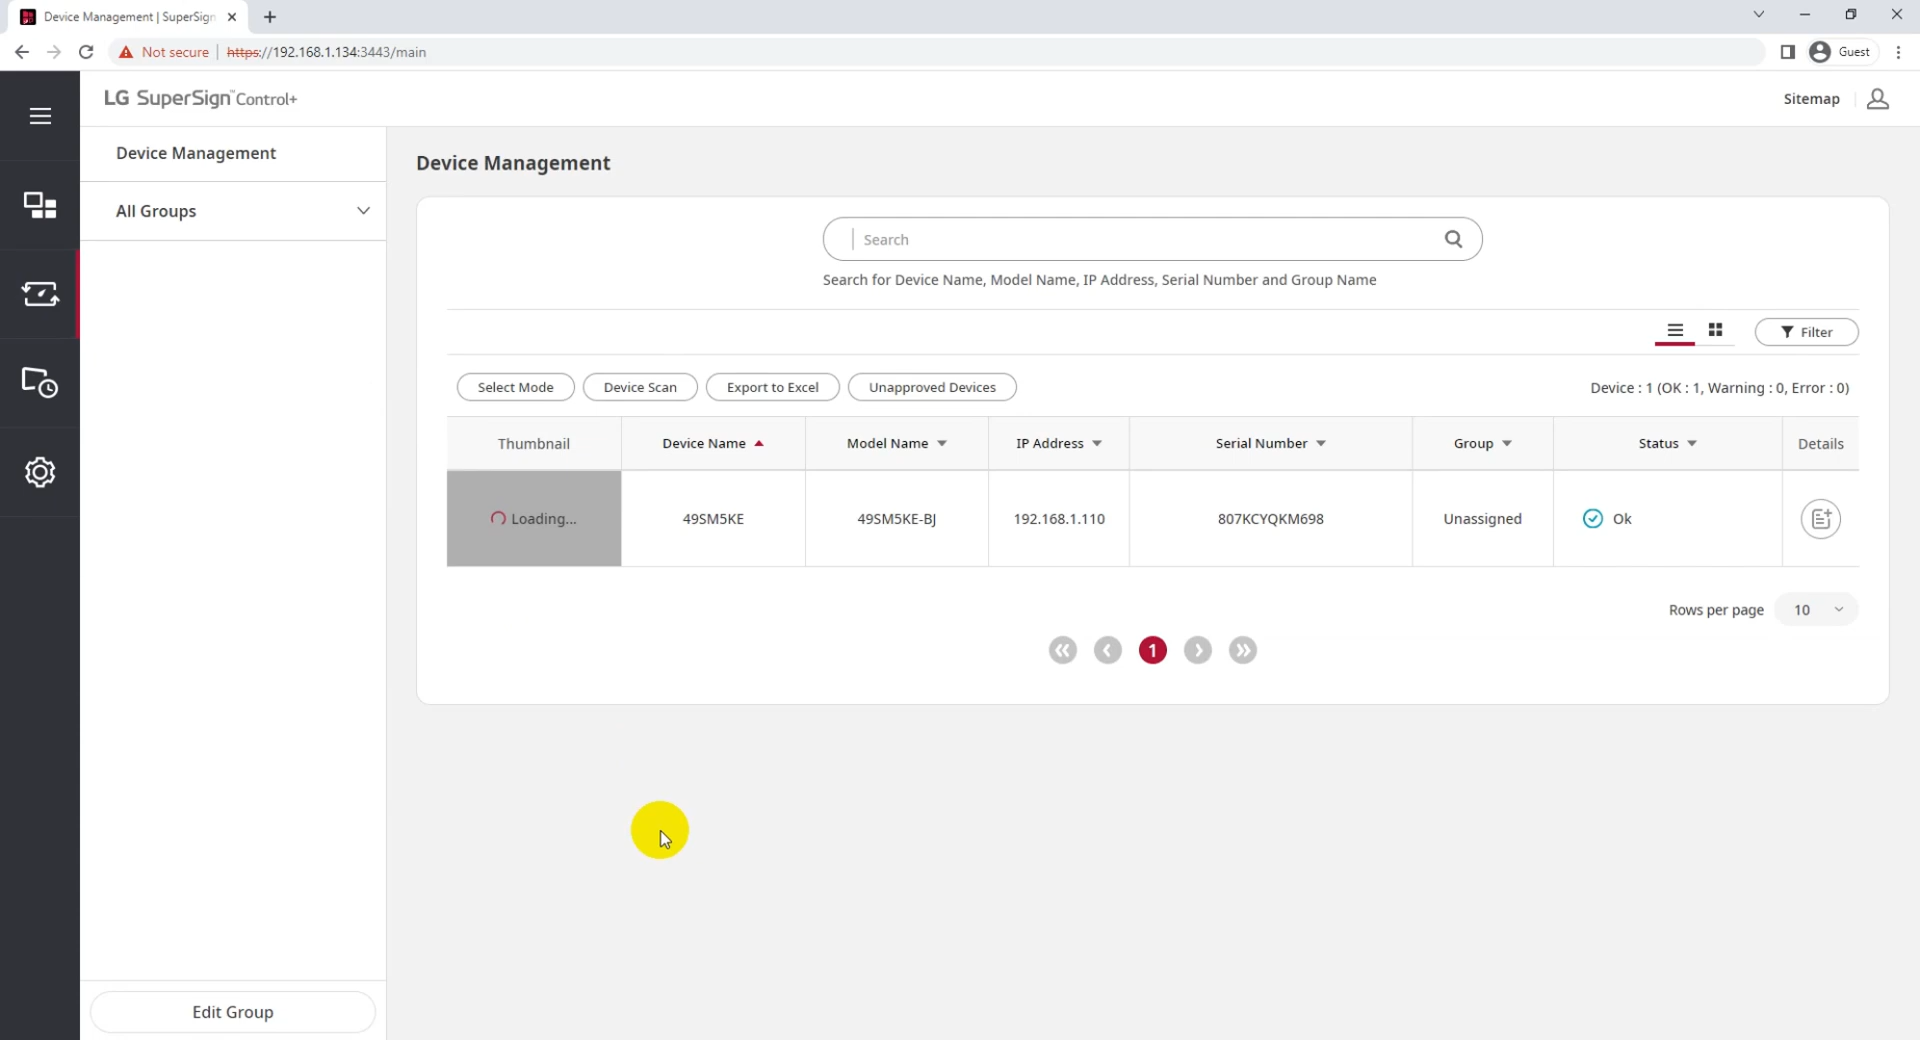 Device Management | SuperSign
Not secure | https://192.168.1.134:3443/main
Guest
LG SuperSign™ Control+
Sitemap
Device Management
All Groups
Edit Group
Device Management
Search
Search for Device Name, Model Name, IP Address, Serial Number and Group Name
Filter
Select Mode Device Scan Export to Excel Unapproved Devices Device : 1 (OK : 1, Warning : 0, Error : 0)
Thumbnail Device Name Model Name IP Address Serial Number Group Status Details
Loading... 49SM5KE 49SM5KE-BJ 192.168.1.110 807KCYQKM698 Unassigned Ok
Rows per page 10
1